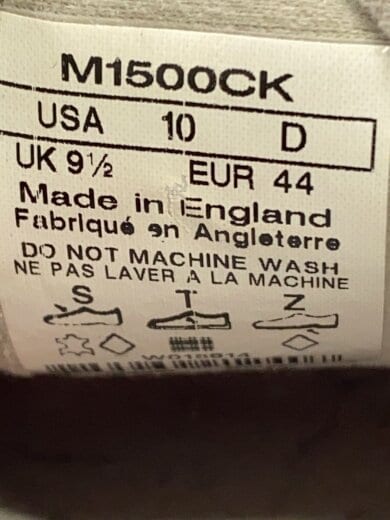 M1500CK
USA 10 D
UK 9½ EUR 44
Made in England
Fabriqué en Angleterre
DO NOT MACHINE WASH
NE PAS LAVER A LA MACHINE
S T Z